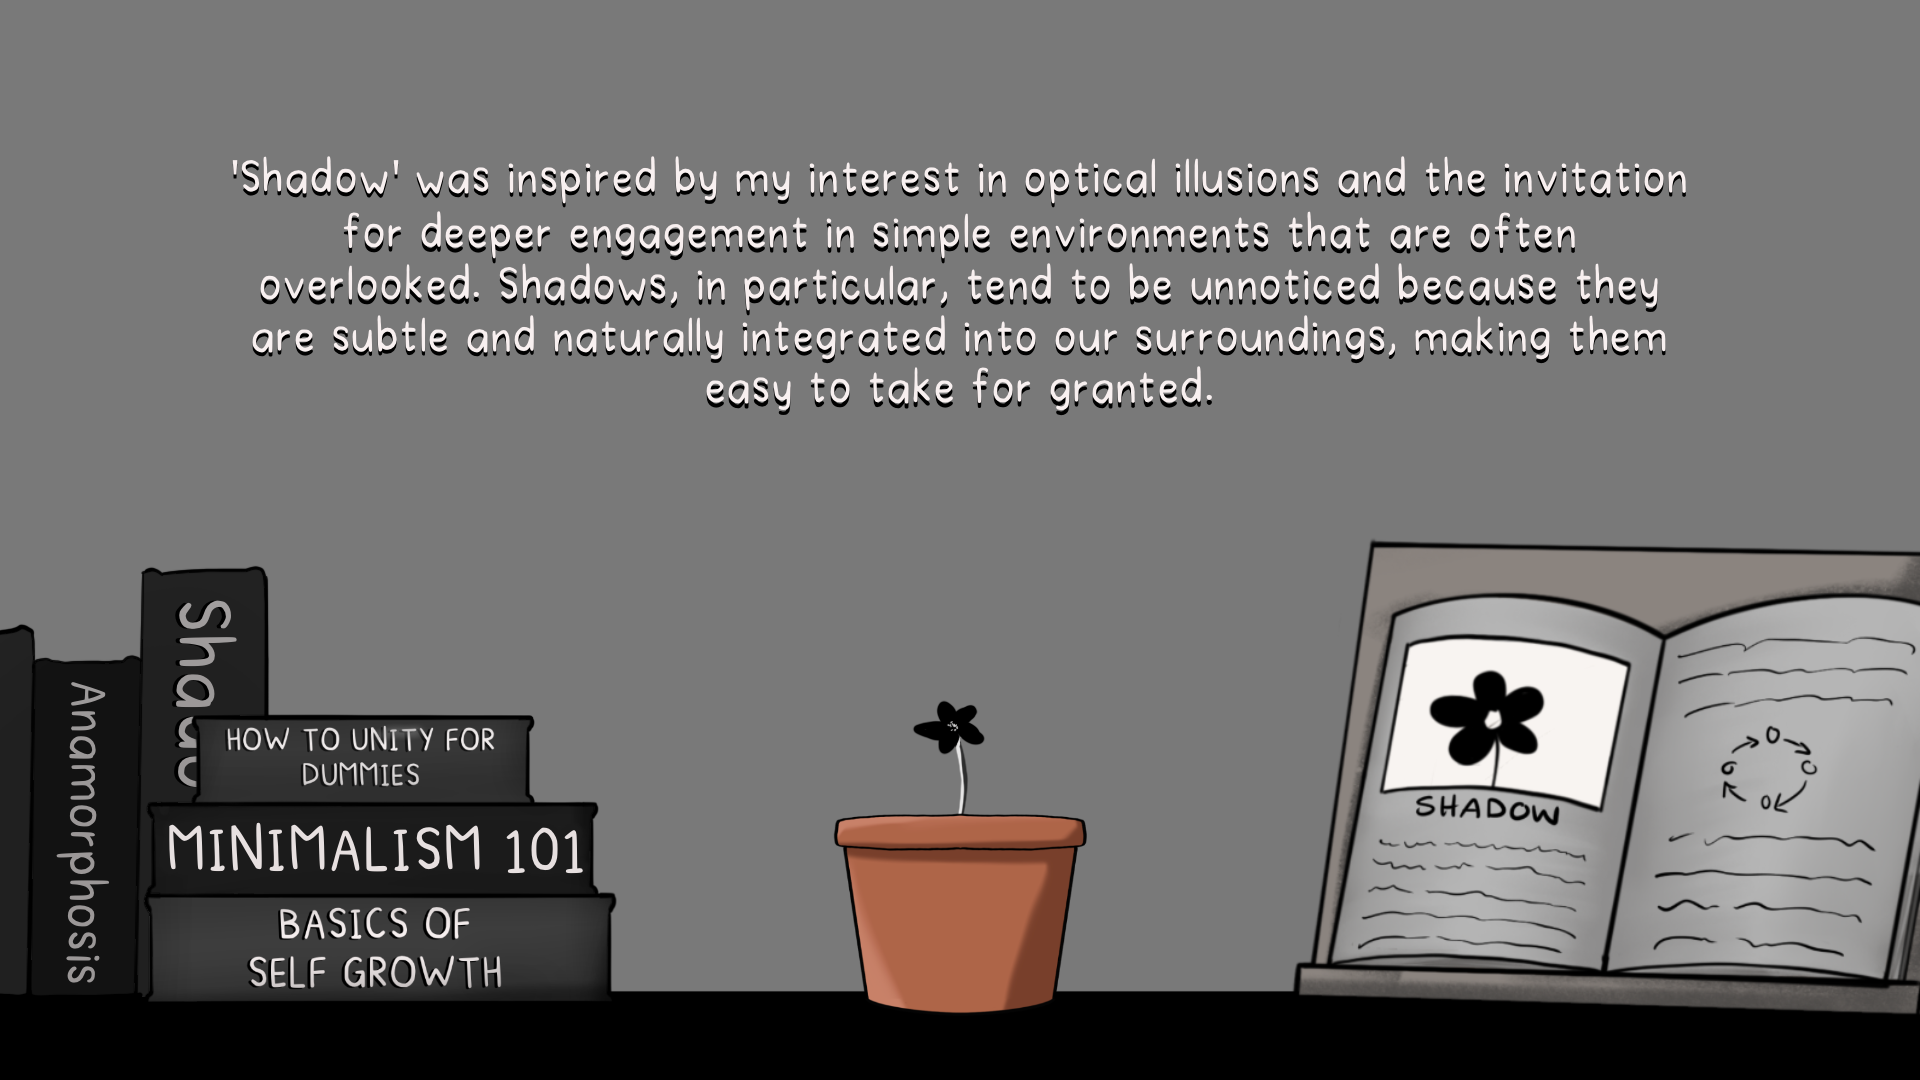 'Shadow' was inspired by my interest in optical illusions and the invitation
for deeper engagement in simple environments that are often
overlooked. Shadows, in particular, tend to be unnoticed because they
are subtle and naturally integrated into our surroundings, making them
easy to take for granted.
Anamorphosis
HOW TO UNITY FOR
DUMMIES
MINIMALISM 101
BASICS OF
SELF GROWTH
SHADOW